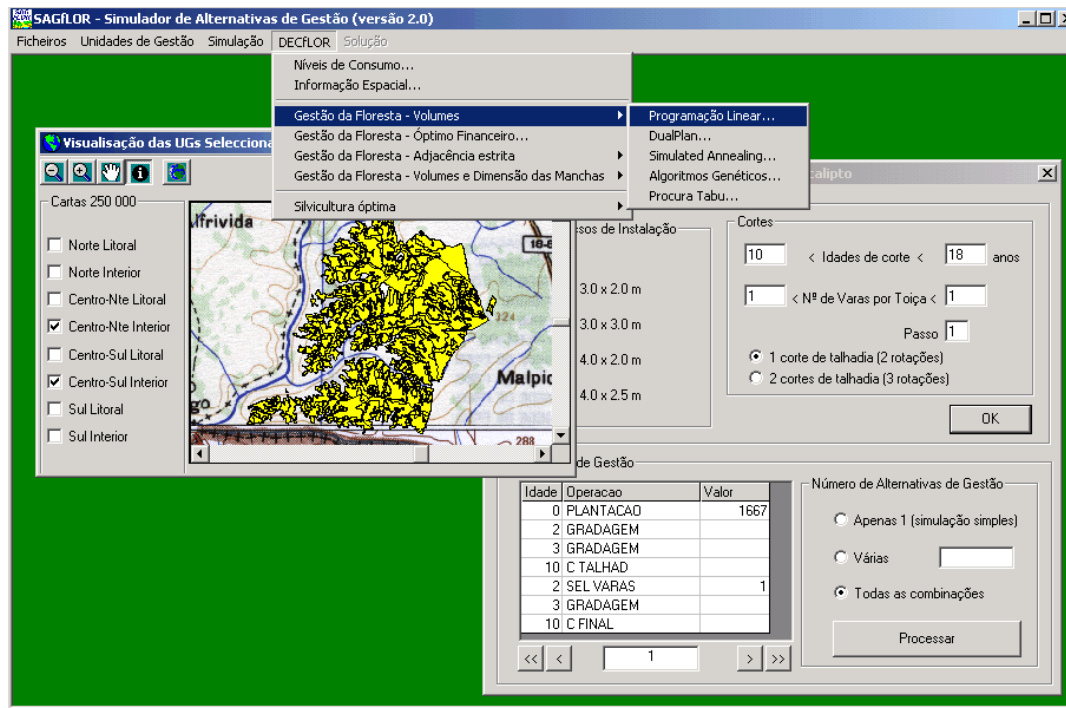 SAGfLOR - Simulador de Alternativas de Gestão (versão 2.0)
Ficheiros Unidades de Gestão Simulação DECfLOR Solução
Níveis de Consumo...
Informação Espacial...
Gestão da Floresta - Volumes
Gestão da Floresta - Óptimo Financeiro...
Gestão da Floresta - Adjacência estrita
Gestão da Floresta - Volumes e Dimensão das Manchas
Silvicultura óptima
Programação Linear...
DualPlan...
Simulated Annealing...
Algoritmos Genéticos...
Procura Tabu...
Visualisação das UGs Selecciona
Cartas 250 000
Norte Litoral
Norte Interior
Centro-Nte Litoral
Centro-Nte Interior
Centro-Sul Litoral
Centro-Sul Interior
Sul Litoral
Sul Interior
lfrivida
18-8
324
Malpic
go
288
calipto
sos de Instalação
3.0 x 2.0 m
3.0 x 3.0 m
4.0 x 2.0 m
4.0 x 2.5 m
Cortes
10 < Idades de corte < 18 anos
1 < Nº de Varas por Toiça < 1
Passo 1
1 corte de talhadia (2 rotações)
2 cortes de talhadia (3 rotações)
OK
de Gestão
Idade Operacao Valor
0 PLANTACAO 1667
2 GRADAGEM
3 GRADAGEM
10 C TALHAD
2 SEL VARAS 1
3 GRADAGEM
10 C FINAL
<< < 1 > >>
Número de Alternativas de Gestão
Apenas 1 (simulação simples)
Várias
Todas as combinações
Processar